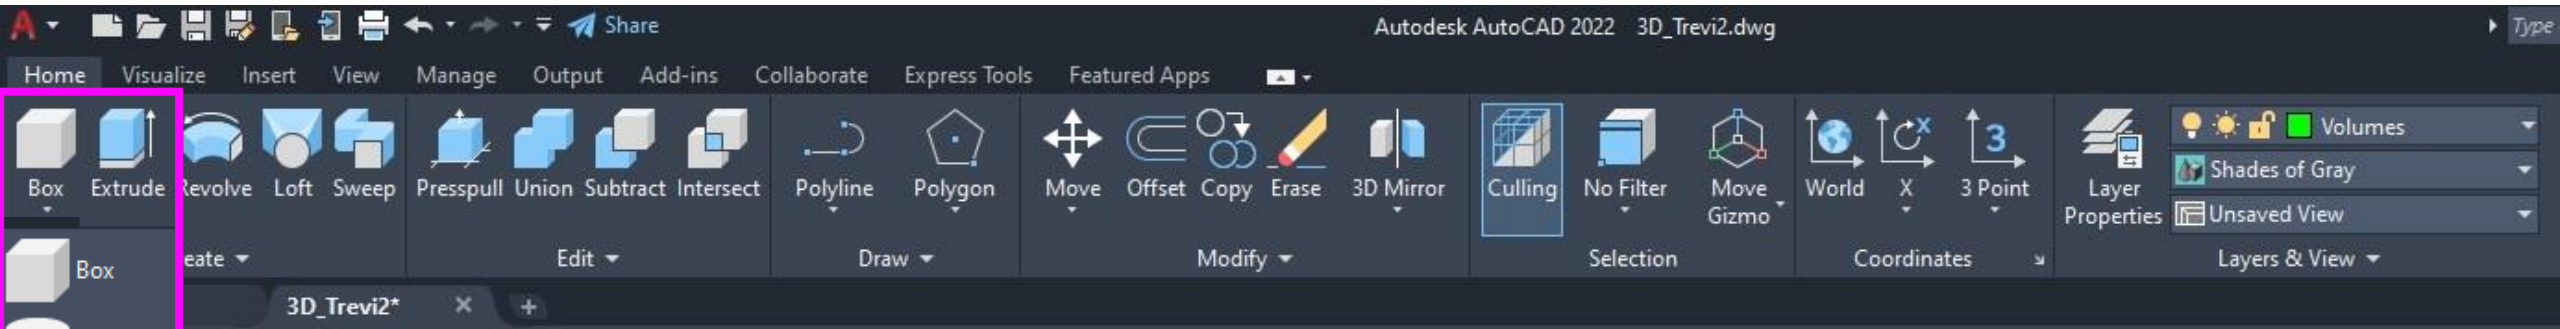 A Share Autodesk AutoCAD 2022 3D_Trevi2.dwg Type
Home Visualize Insert View Manage Output Add-ins Collaborate Express Tools Featured Apps
Box Extrude Revolve Loft Sweep Presspull Union Subtract Intersect Polyline Polygon Move Offset Copy Erase 3D Mirror Culling No Filter Move Gizmo World X 3 Point Layer Properties
Volumes
Shades of Gray
Unsaved View
Box eate Edit Draw Modify Selection Coordinates Layers & View
3D_Trevi2*